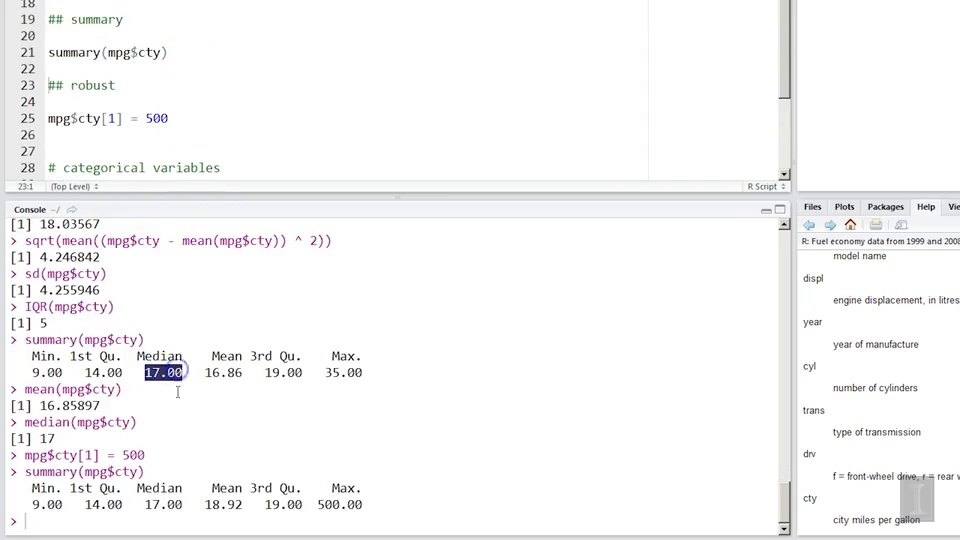 18
19 ## summary
20
21 summary(mpg$cty)
22
23 ## robust
24
25 mpg$cty[1] = 500
26
27
28 # categorical variables
23:1 (Top Level) R Script
Console ~/
[1] 18.03567
> sqrt(mean((mpg$cty - mean(mpg$cty)) ^ 2))
[1] 4.246842
> sd(mpg$cty)
[1] 4.255946
> IQR(mpg$cty)
[1] 5
> summary(mpg$cty)
Min. 1st Qu. Median Mean 3rd Qu. Max.
9.00 14.00 17.00 16.86 19.00 35.00
> mean(mpg$cty)
[1] 16.85897
> median(mpg$cty)
[1] 17
> mpg$cty[1] = 500
> summary(mpg$cty)
Min. 1st Qu. Median Mean 3rd Qu. Max.
9.00 14.00 17.00 18.92 19.00 500.00
>
Files Plots Packages Help Vie
R: Fuel economy data from 1999 and 2008
model name
displ
engine displacement, in litres
year
year of manufacture
cyl
number of cylinders
trans
type of transmission
drv
f = front-wheel drive, r = rear w
cty
city miles per gallon